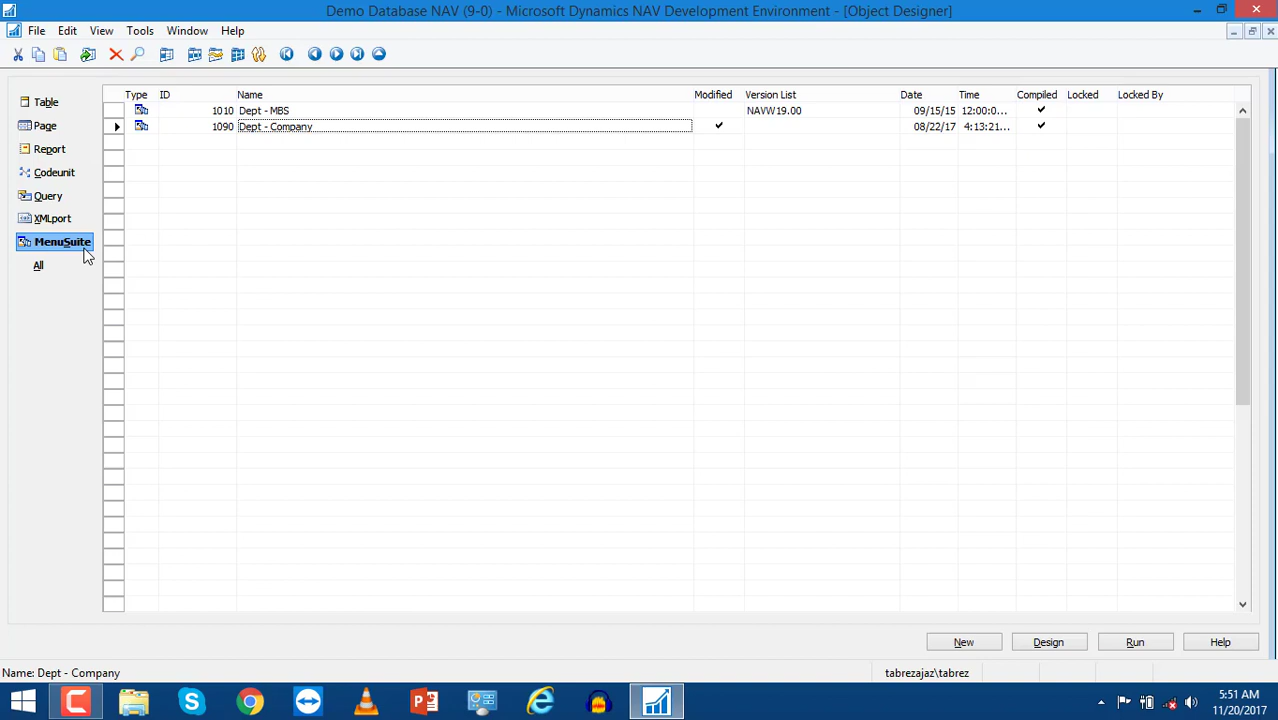 Demo Database NAV (9-0) - Microsoft Dynamics NAV Development Environment - [Object Designer]
File Edit View Tools Window Help
Type ID Name Modified Version List Date Time Compiled Locked Locked By
1010 Dept - MBS NAVW19.00 09/15/15 12:00:0...
1090 Dept - Company 08/22/17 4:13:21...
Table
Page
Report
Codeunit
Query
XMLport
MenuSuite
All
New Design Run Help
Name: Dept - Company tabrezajaz\tabrez
5:51 AM
11/20/2017